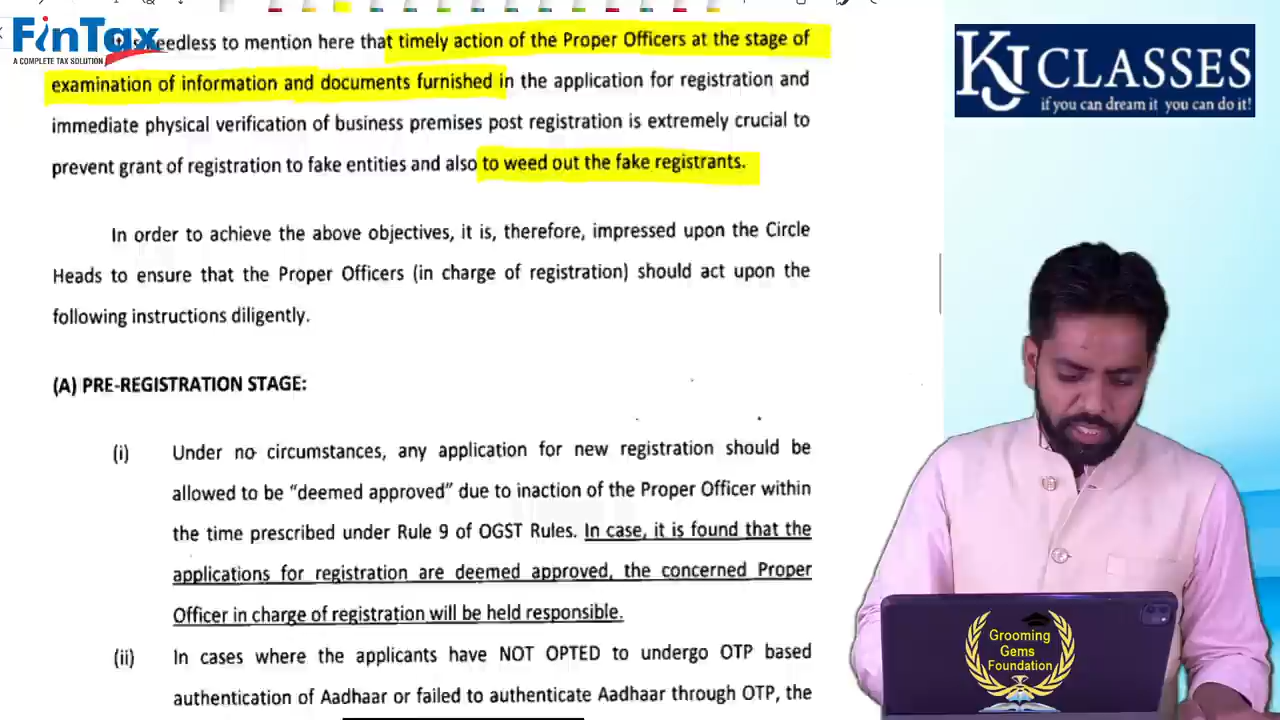 FinTax
A COMPLETE TAX SOLUTION
needless to mention here that timely action of the Proper Officers at the stage of
examination of information and documents furnished in the application for registration and
immediate physical verification of business premises post registration is extremely crucial to
prevent grant of registration to fake entities and also to weed out the fake registrants.
In order to achieve the above objectives, it is, therefore, impressed upon the Circle
Heads to ensure that the Proper Officers (in charge of registration) should act upon the
following instructions diligently.
(A) PRE-REGISTRATION STAGE:
(i) Under no circumstances, any application for new registration should be
allowed to be "deemed approved" due to inaction of the Proper Officer within
the time prescribed under Rule 9 of OGST Rules. In case, it is found that the
applications for registration are deemed approved, the concerned Proper
Officer in charge of registration will be held responsible.
(ii) In cases where the applicants have NOT OPTED to undergo OTP based
authentication of Aadhaar or failed to authenticate Aadhaar through OTP, the
KJ CLASSES
if you can dream it you can do it!
Grooming
Gems
Foundation